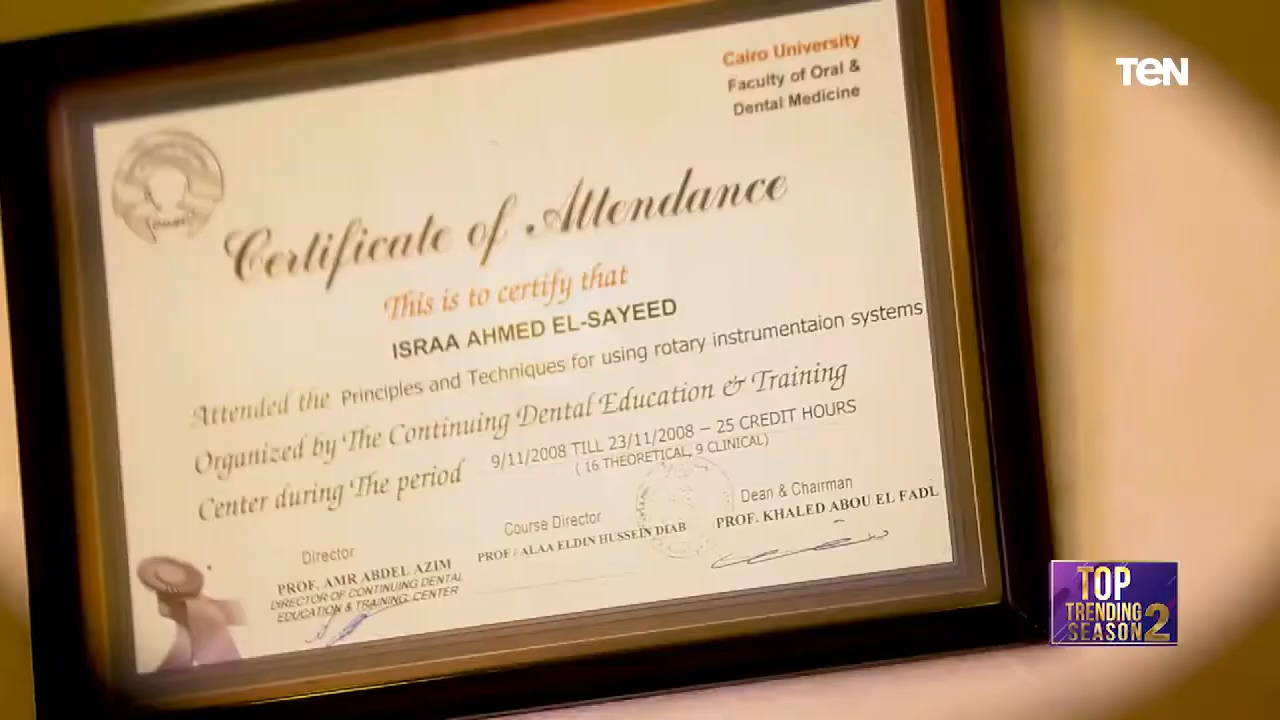 TEN
Cairo University
Faculty of Oral &
Dental Medicine
Certificate of Attendance
This is to certify that
ISRAA AHMED EL-SAYEED
Attended the Principles and Techniques for using rotary instrumentaion systems
Organized by The Continuing Dental Education & Training
Center during The period 9/11/2008 TILL 23/11/2008 – 25 CREDIT HOURS
( 16 THEORETICAL, 9 CLINICAL)
Director
PROF. AMR ABDEL AZIM
DIRECTOR OF CONTINUING DENTAL
EDUCATION & TRAINING CENTER
Course Director
PROF / ALAA ELDIN HUSSEIN DIAB
Dean & Chairman
PROF. KHALED ABOU EL FADL
TOP
TRENDING
SEASON 2